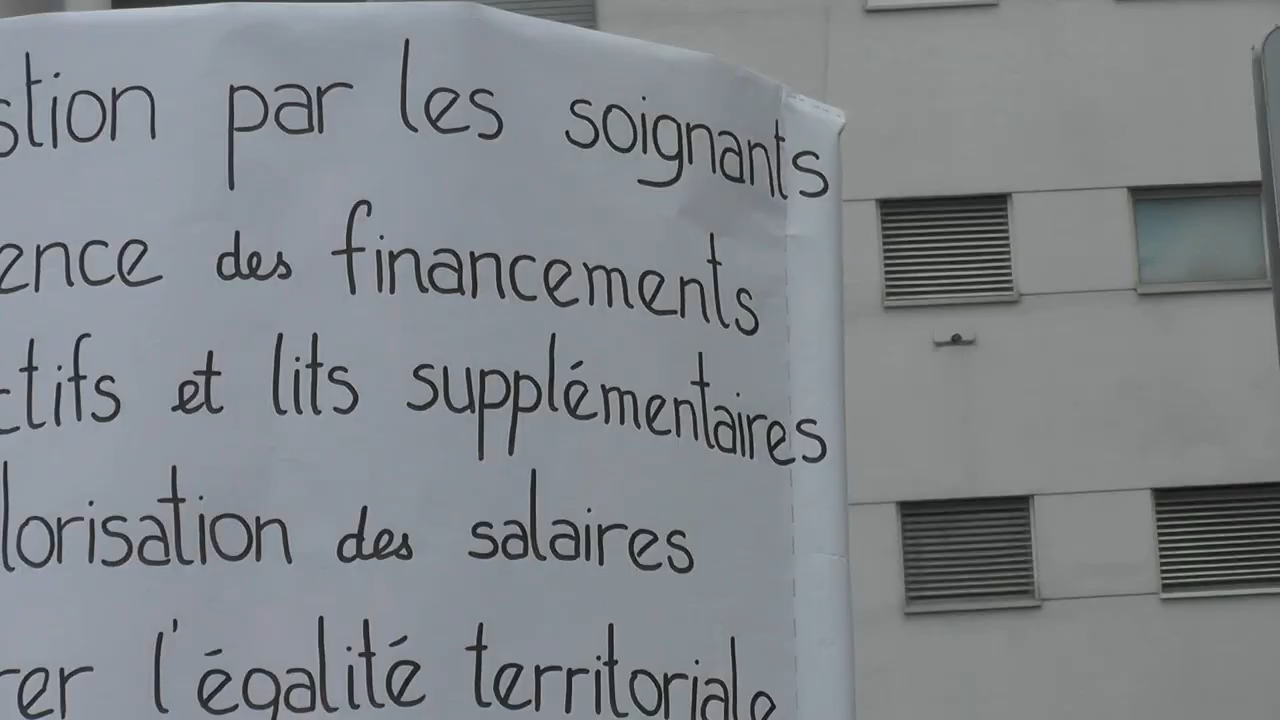 stion par les soignants
ence des financements
ctifs et lits supplémentaires
lorisation des salaires
rer l'égalité territoriale